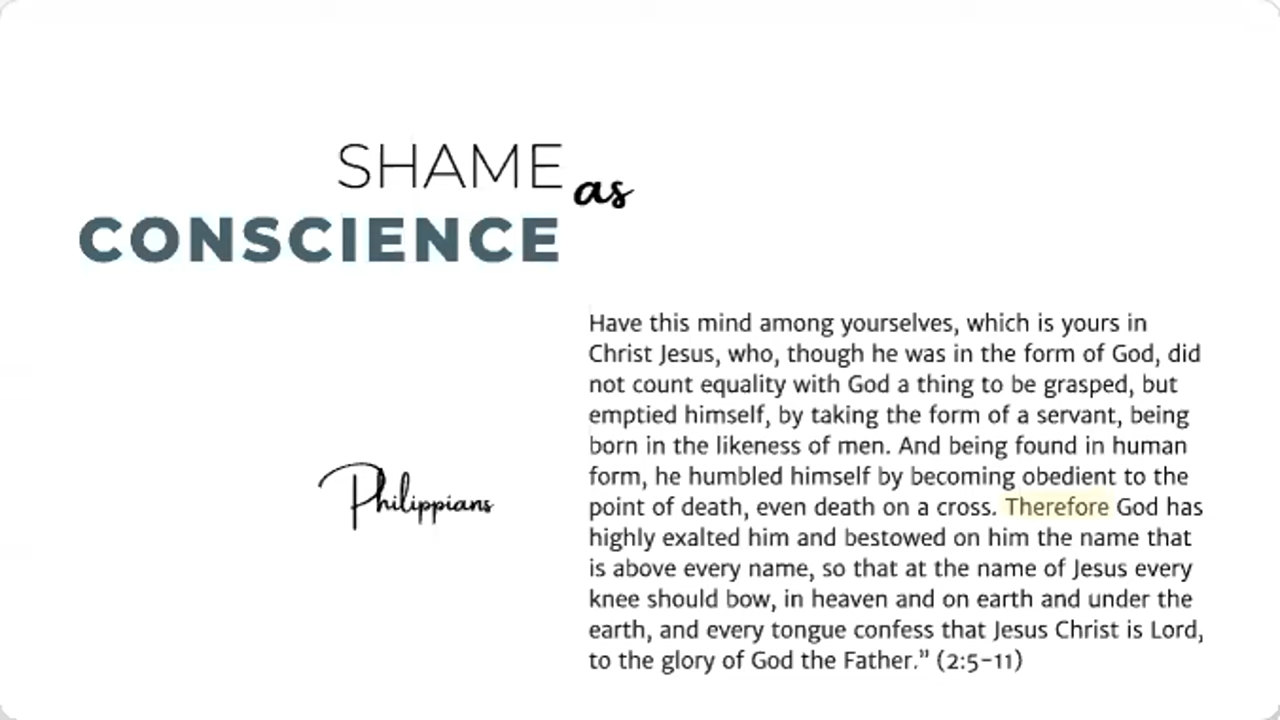 SHAME as
CONSCIENCE
Philippians
Have this mind among yourselves, which is yours in
Christ Jesus, who, though he was in the form of God, did
not count equality with God a thing to be grasped, but
emptied himself, by taking the form of a servant, being
born in the likeness of men. And being found in human
form, he humbled himself by becoming obedient to the
point of death, even death on a cross. Therefore God has
highly exalted him and bestowed on him the name that
is above every name, so that at the name of Jesus every
knee should bow, in heaven and on earth and under the
earth, and every tongue confess that Jesus Christ is Lord,
to the glory of God the Father.” (2:5–11)